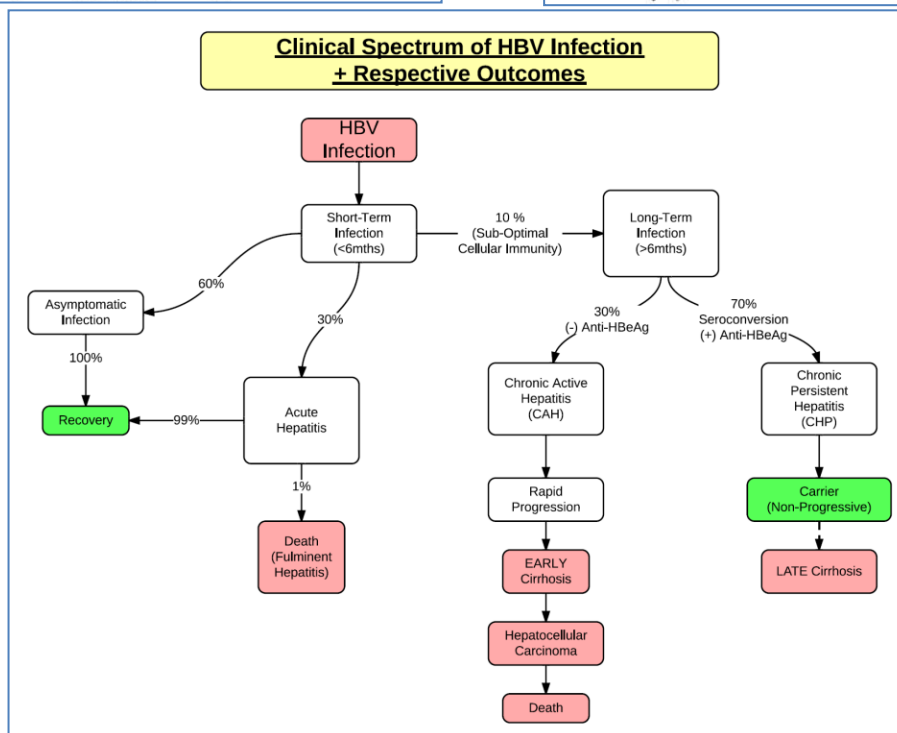 Clinical Spectrum of HBV Infection
+ Respective Outcomes
HBV
Infection
Short-Term
Infection
(<6mths)
10 %
(Sub-Optimal
Cellular Immunity)
Long-Term
Infection
(>6mths)
60%
30%
Asymptomatic
Infection
100%
Recovery
99%
Acute
Hepatitis
1%
Death
(Fulminent
Hepatitis)
30%
(-) Anti-HBeAg
70%
Seroconversion
(+) Anti-HBeAg
Chronic Active
Hepatitis
(CAH)
Rapid
Progression
EARLY
Cirrhosis
Hepatocellular
Carcinoma
Death
Chronic
Persistent
Hepatitis
(CHP)
Carrier
(Non-Progressive)
LATE Cirrhosis